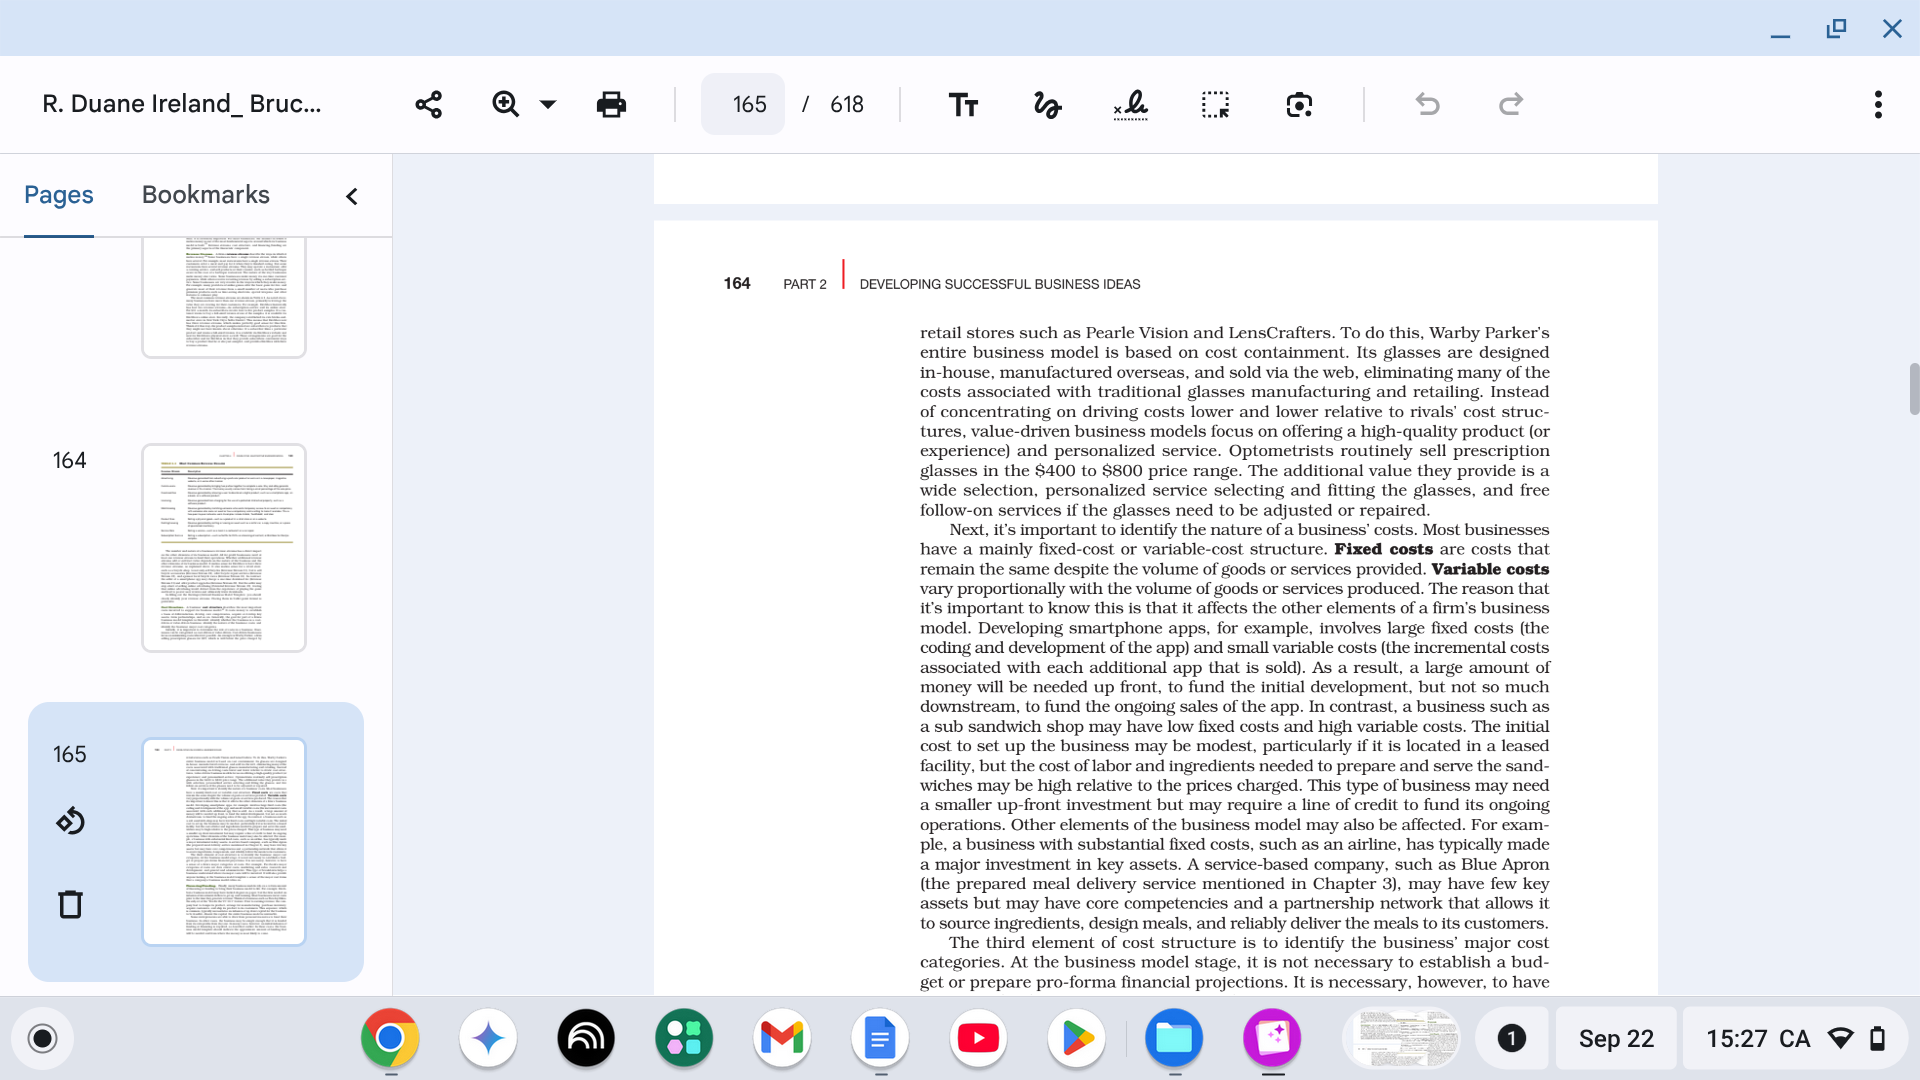 R. Duane Ireland_ Bruc...
165 / 618
Pages
Bookmarks
164
165
164 PART 2 DEVELOPING SUCCESSFUL BUSINESS IDEAS
retail stores such as Pearle Vision and LensCrafters. To do this, Warby Parker's
entire business model is based on cost containment. Its glasses are designed
in-house, manufactured overseas, and sold via the web, eliminating many of the
costs associated with traditional glasses manufacturing and retailing. Instead
of concentrating on driving costs lower and lower relative to rivals' cost struc-
tures, value-driven business models focus on offering a high-quality product (or
experience) and personalized service. Optometrists routinely sell prescription
glasses in the $400 to $800 price range. The additional value they provide is a
wide selection, personalized service selecting and fitting the glasses, and free
follow-on services if the glasses need to be adjusted or repaired.
Next, it's important to identify the nature of a business' costs. Most businesses
have a mainly fixed-cost or variable-cost structure. Fixed costs are costs that
remain the same despite the volume of goods or services provided. Variable costs
vary proportionally with the volume of goods or services produced. The reason that
it's important to know this is that it affects the other elements of a firm's business
model. Developing smartphone apps, for example, involves large fixed costs (the
coding and development of the app) and small variable costs (the incremental costs
associated with each additional app that is sold). As a result, a large amount of
money will be needed up front, to fund the initial development, but not so much
downstream, to fund the ongoing sales of the app. In contrast, a business such as
a sub sandwich shop may have low fixed costs and high variable costs. The initial
cost to set up the business may be modest, particularly if it is located in a leased
facility, but the cost of labor and ingredients needed to prepare and serve the sand-
wiches may be high relative to the prices charged. This type of business may need
a smaller up-front investment but may require a line of credit to fund its ongoing
operations. Other elements of the business model may also be affected. For exam-
ple, a business with substantial fixed costs, such as an airline, has typically made
a major investment in key assets. A service-based company, such as Blue Apron
(the prepared meal delivery service mentioned in Chapter 3), may have few key
assets but may have core competencies and a partnership network that allows it
to source ingredients, design meals, and reliably deliver the meals to its customers.
The third element of cost structure is to identify the business' major cost
categories. At the business model stage, it is not necessary to establish a bud-
get or prepare pro-forma financial projections. It is necessary, however, to have
1
Sep 22
15:27 CA